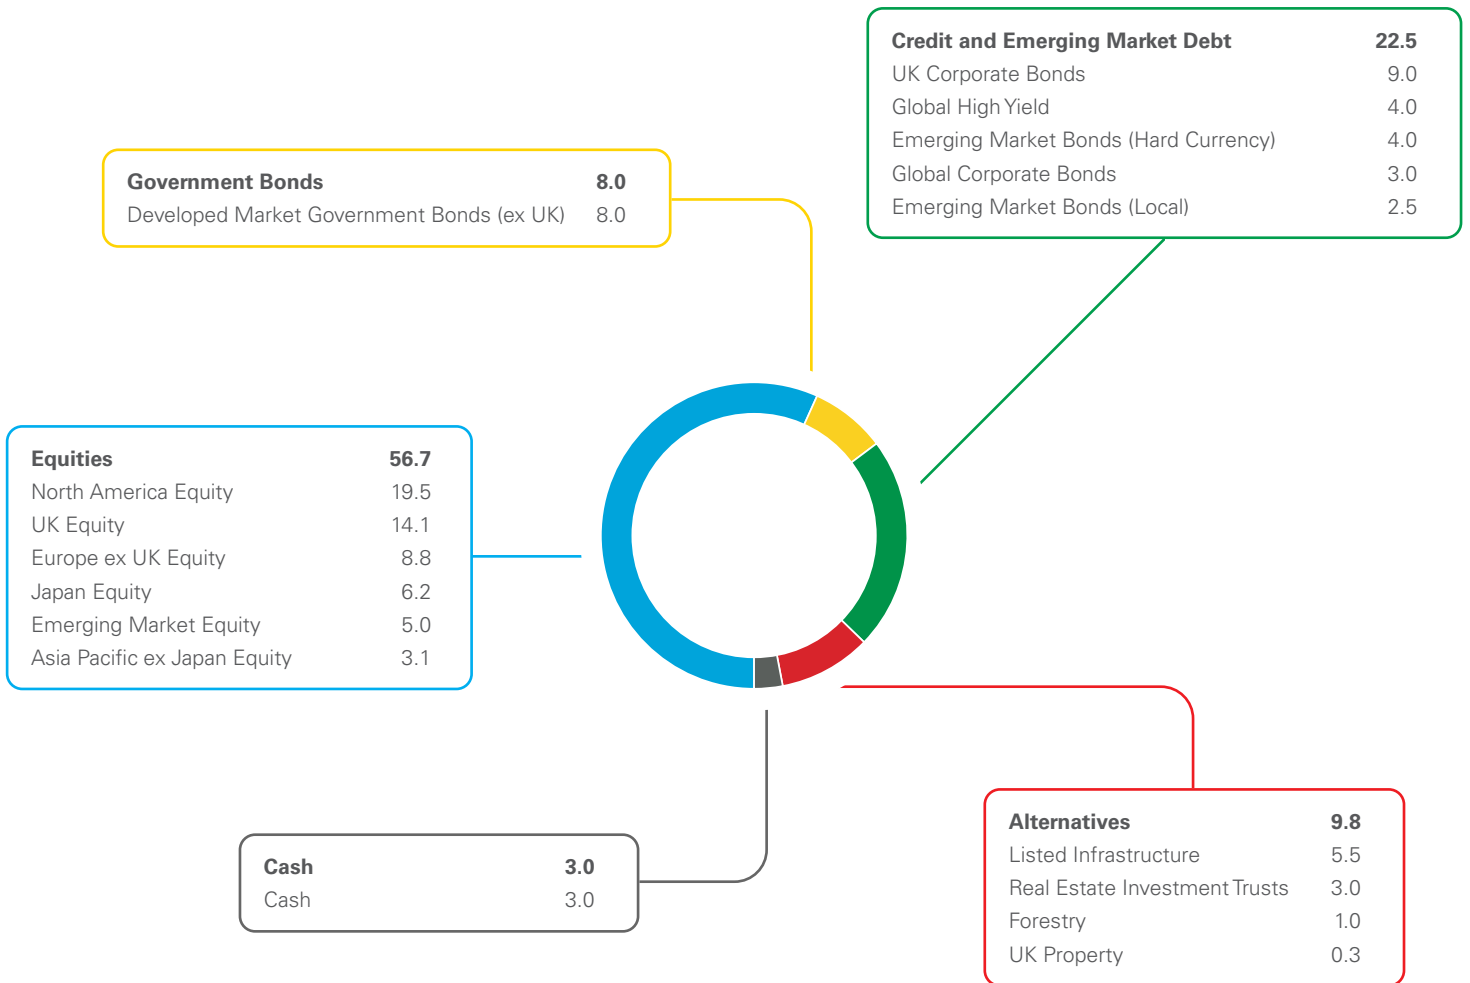 Credit and Emerging Market Debt 22.5
UK Corporate Bonds 9.0
Global High Yield 4.0
Emerging Market Bonds (Hard Currency) 4.0
Global Corporate Bonds 3.0
Emerging Market Bonds (Local) 2.5
Government Bonds 8.0
Developed Market Government Bonds (ex UK) 8.0
Equities 56.7
North America Equity 19.5
UK Equity 14.1
Europe ex UK Equity 8.8
Japan Equity 6.2
Emerging Market Equity 5.0
Asia Pacific ex Japan Equity 3.1
Alternatives 9.8
Listed Infrastructure 5.5
Real Estate Investment Trusts 3.0
Forestry 1.0
UK Property 0.3
Cash 3.0
Cash 3.0